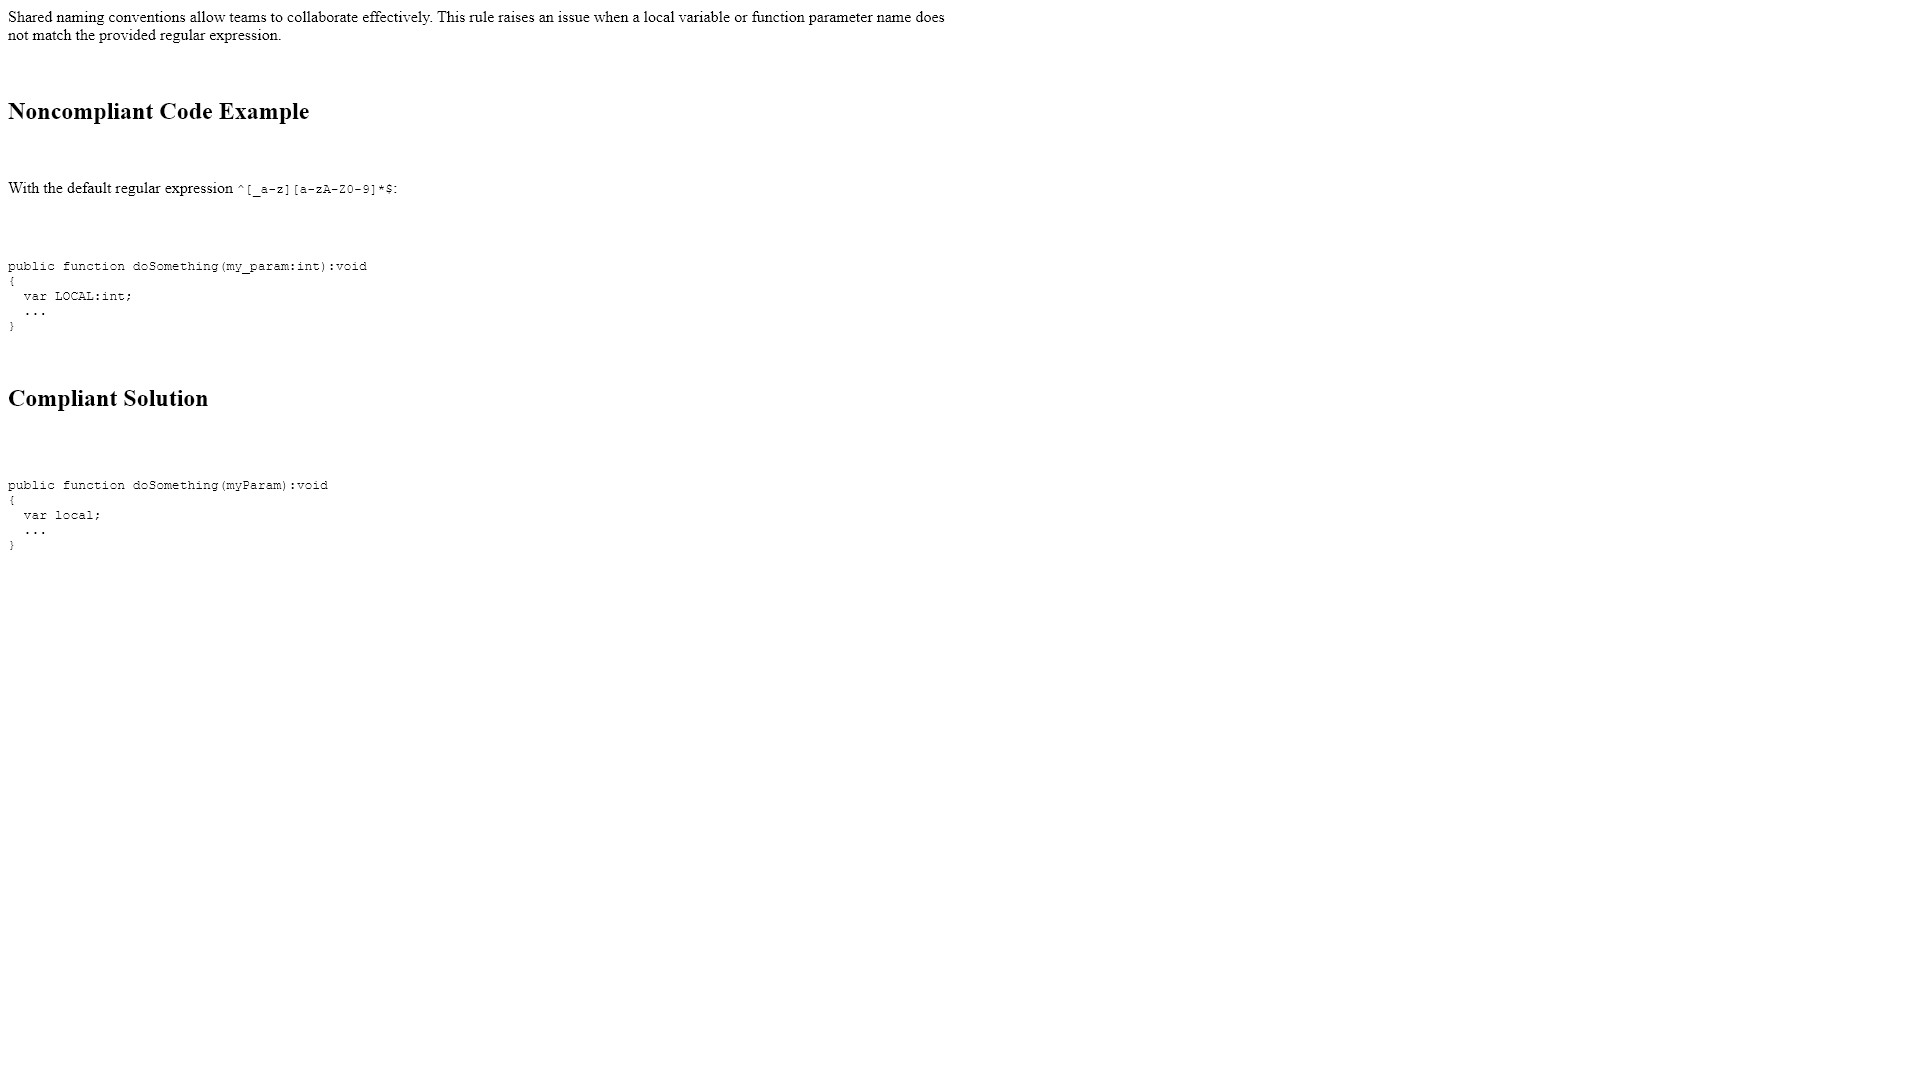 Shared naming conventions allow teams to collaborate effectively. This rule raises an issue when a local variable or function parameter name does
not match the provided regular expression.
Noncompliant Code Example
With the default regular expression ^[_a-z][a-zA-Z0-9]*$:
public function doSomething(my_param:int):void
{
  var LOCAL:int;
  ...
}
Compliant Solution
public function doSomething(myParam):void
{
  var local;
  ...
}